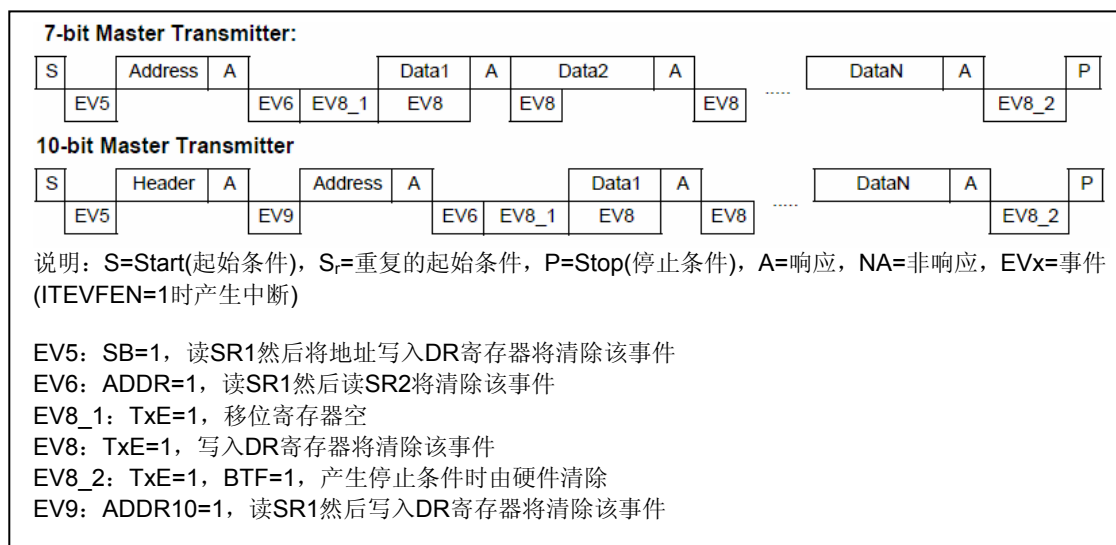 7-bit Master Transmitter:
S Address A Data1 A Data2 A DataN A P
EV5 EV6 EV8_1 EV8 EV8 EV8 ..... EV8_2
10-bit Master Transmitter
S Header A Address A Data1 A DataN A P
EV5 EV9 EV6 EV8_1 EV8 EV8 ..... EV8_2
说明：S=Start(起始条件)，Sr=重复的起始条件，P=Stop(停止条件)，A=响应，NA=非响应，EVx=事件
(ITEVFEN=1时产生中断)
EV5：SB=1，读SR1然后将地址写入DR寄存器将清除该事件
EV6：ADDR=1，读SR1然后读SR2将清除该事件
EV8_1：TxE=1，移位寄存器空
EV8：TxE=1，写入DR寄存器将清除该事件
EV8_2：TxE=1，BTF=1，产生停止条件时由硬件清除
EV9：ADDR10=1，读SR1然后写入DR寄存器将清除该事件